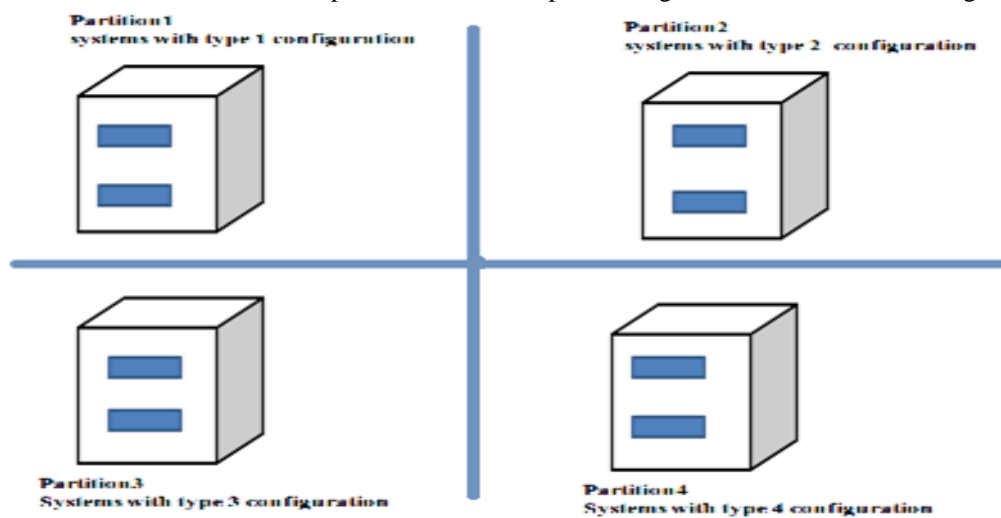 Partition1
systems with type 1 configuration
Partition2
systems with type 2 configuration
Partition3
Systems with type 3 configuration
Partition4
Systems with type 4 configuration